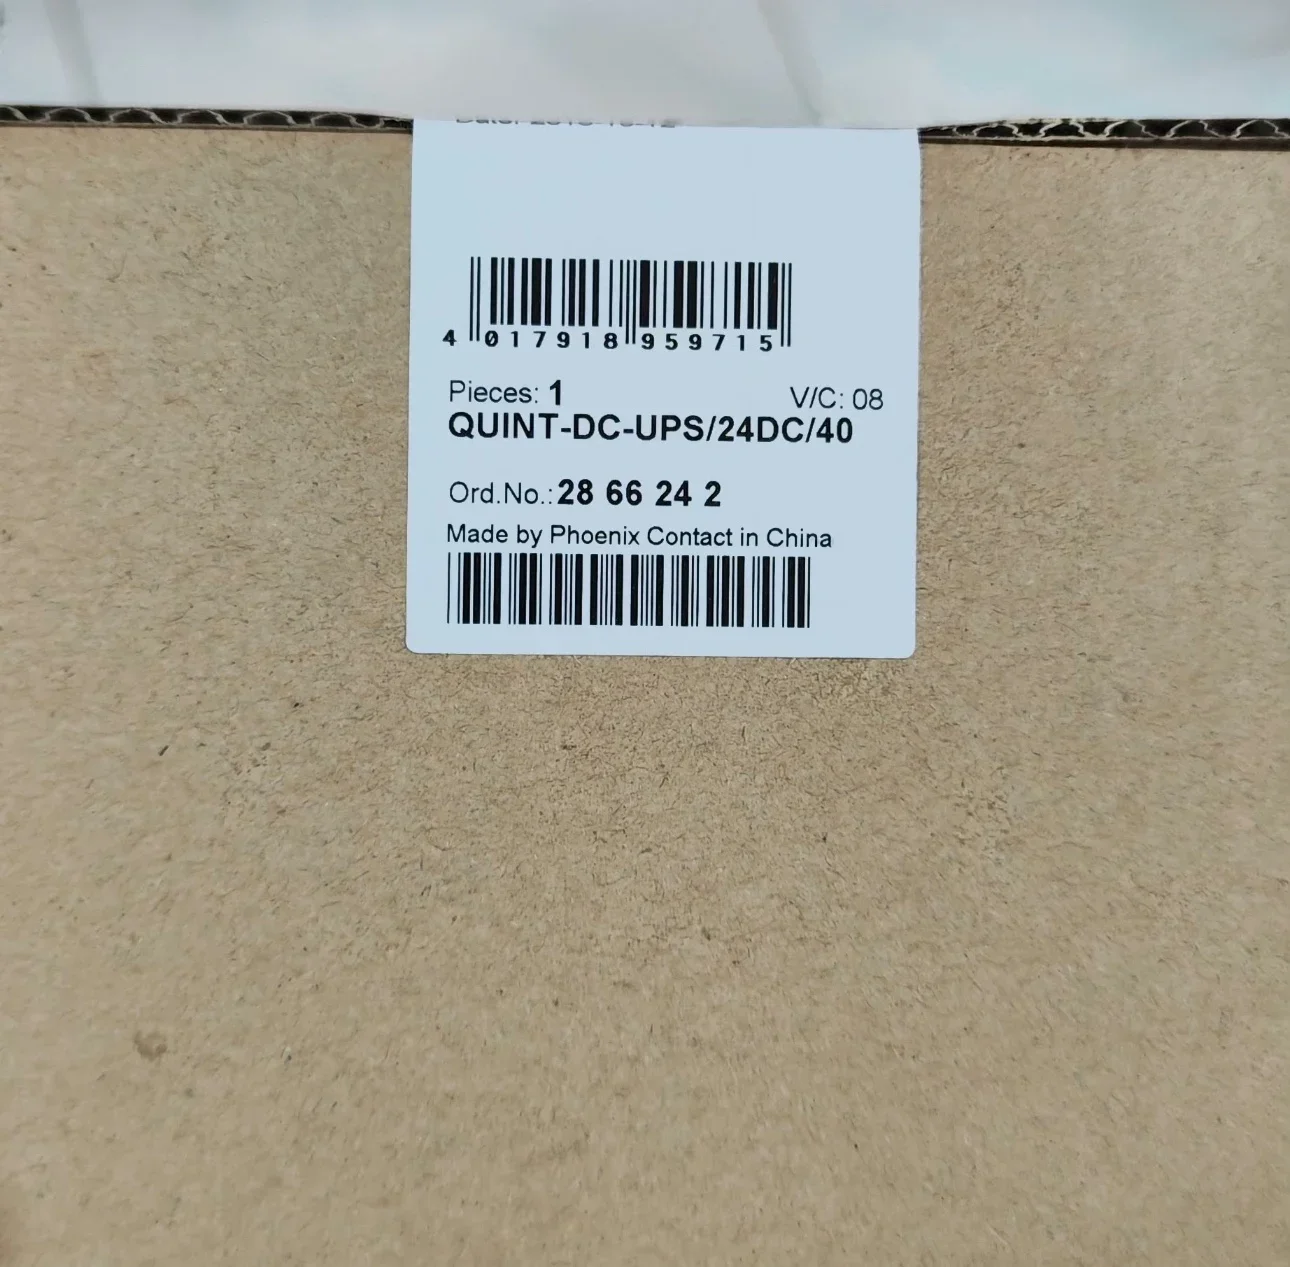 4 017918 959715
Pieces: 1 V/C: 08
QUINT-DC-UPS/24DC/40
Ord.No.: 28 66 24 2
Made by Phoenix Contact in China